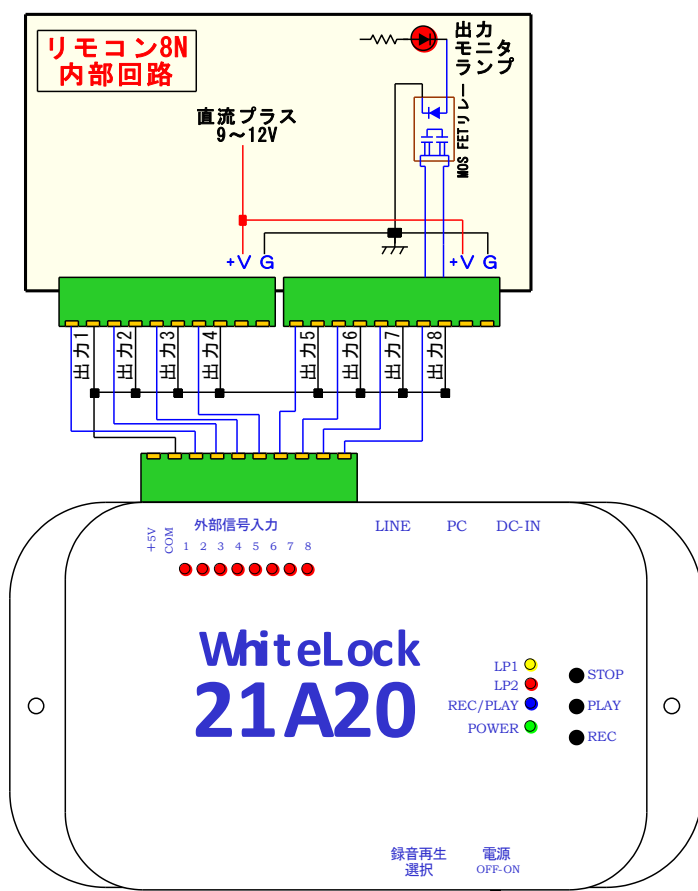 リモコン8N
内部回路
出力
モニタ
ランプ
直流プラス
9～12V
MOS FETリレー
+V G
+V G
出力1
出力2
出力3
出力4
出力5
出力6
出力7
出力8
外部信号入力
+5V
COM
1 2 3 4 5 6 7 8
LINE
PC
DC-IN
WhiteLock
21A20
LP1
LP2
REC/PLAY
POWER
STOP
PLAY
REC
録音再生
選択
電源
OFF-ON